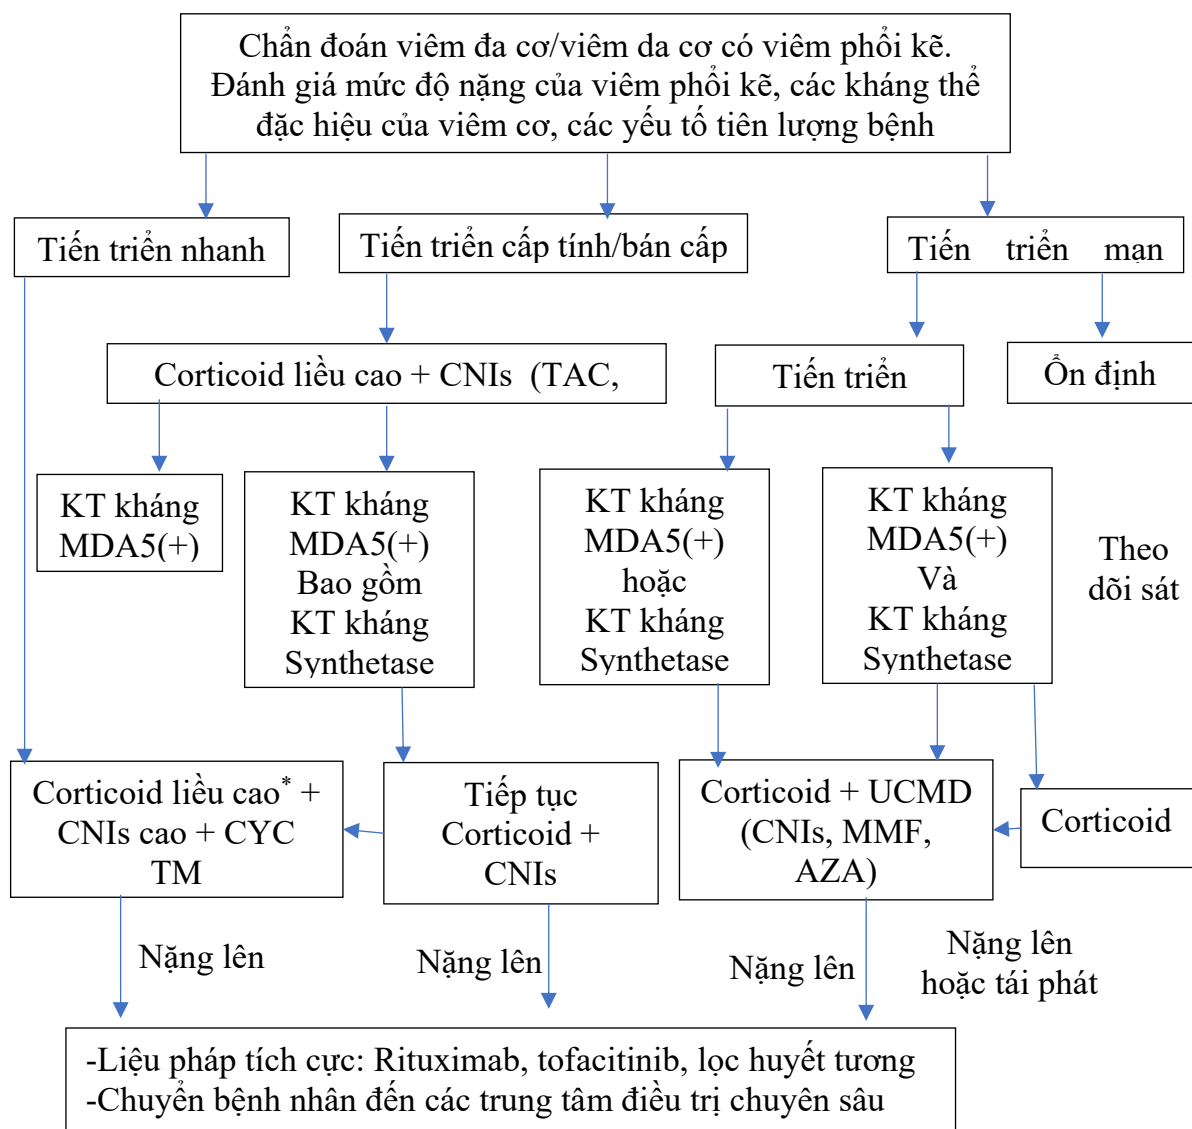 Chẩn đoán viêm đa cơ/viêm da cơ có viêm phổi kẽ.
Đánh giá mức độ nặng của viêm phổi kẽ, các kháng thể
đặc hiệu của viêm cơ, các yếu tố tiên lượng bệnh
Tiến triển nhanh
Tiến triển cấp tính/bán cấp
Tiến triển mạn
Corticoid liều cao + CNIs (TAC,
Tiến triển
Ổn định
KT kháng
MDA5(+)
KT kháng
MDA5(+)
Bao gồm
KT kháng
Synthetase
KT kháng
MDA5(+)
hoặc
KT kháng
Synthetase
KT kháng
MDA5(+)
Và
KT kháng
Synthetase
Theo
dõi sát
Corticoid liều cao* +
CNIs cao + CYC
TM
Tiếp tục
Corticoid +
CNIs
Corticoid + UCMD
(CNIs, MMF,
AZA)
Corticoid
Nặng lên
Nặng lên
Nặng lên
Nặng lên
hoặc tái phát
-Liệu pháp tích cực: Rituximab, tofacitinib, lọc huyết tương
-Chuyển bệnh nhân đến các trung tâm điều trị chuyên sâu